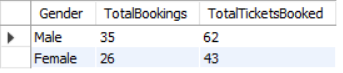 Gender TotalBookings TotalTicketsBooked
Male 35 62
Female 26 43